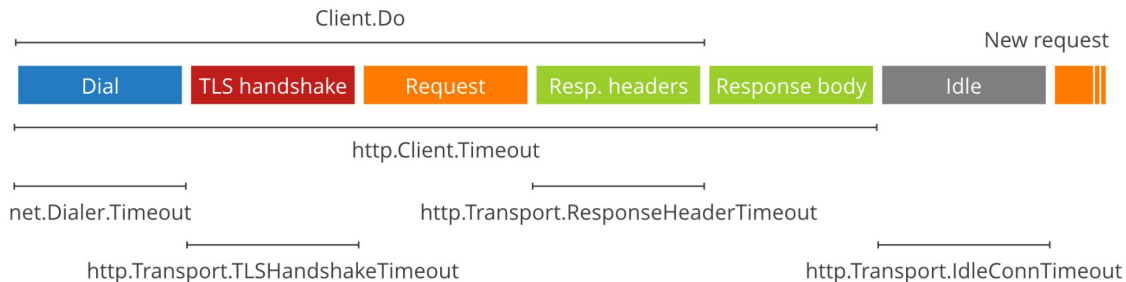 Client.Do
New request
Dial
TLS handshake
Request
Resp. headers
Response body
Idle
http.Client.Timeout
net.Dialer.Timeout
http.Transport.ResponseHeaderTimeout
http.Transport.TLSHandshakeTimeout
http.Transport.IdleConnTimeout